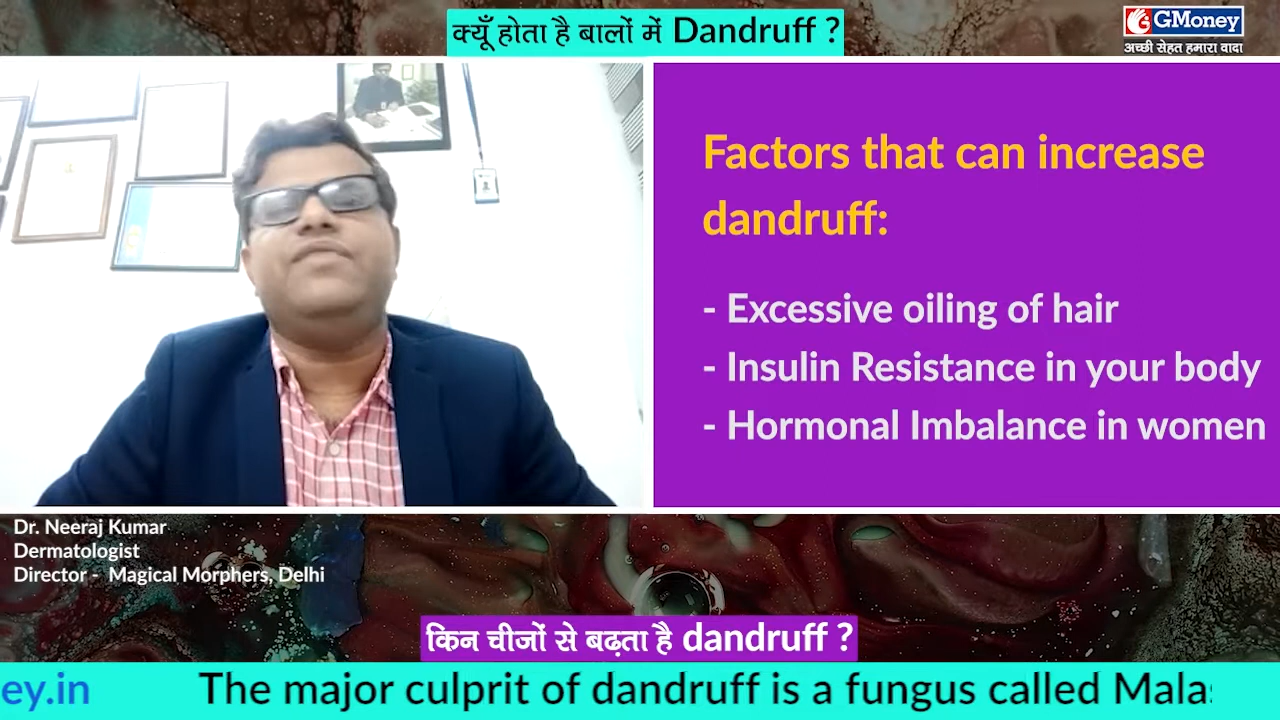 क्यूँ होता है बालों में Dandruff ?
GMoney
अच्छी सेहत हमारा वादा
Factors that can increase
dandruff:
- Excessive oiling of hair
- Insulin Resistance in your body
- Hormonal Imbalance in women
Dr. Neeraj Kumar
Dermatologist
Director - Magical Morphers, Delhi
किन चीजों से बढ़ता है dandruff ?
ey.in The major culprit of dandruff is a fungus called Malas